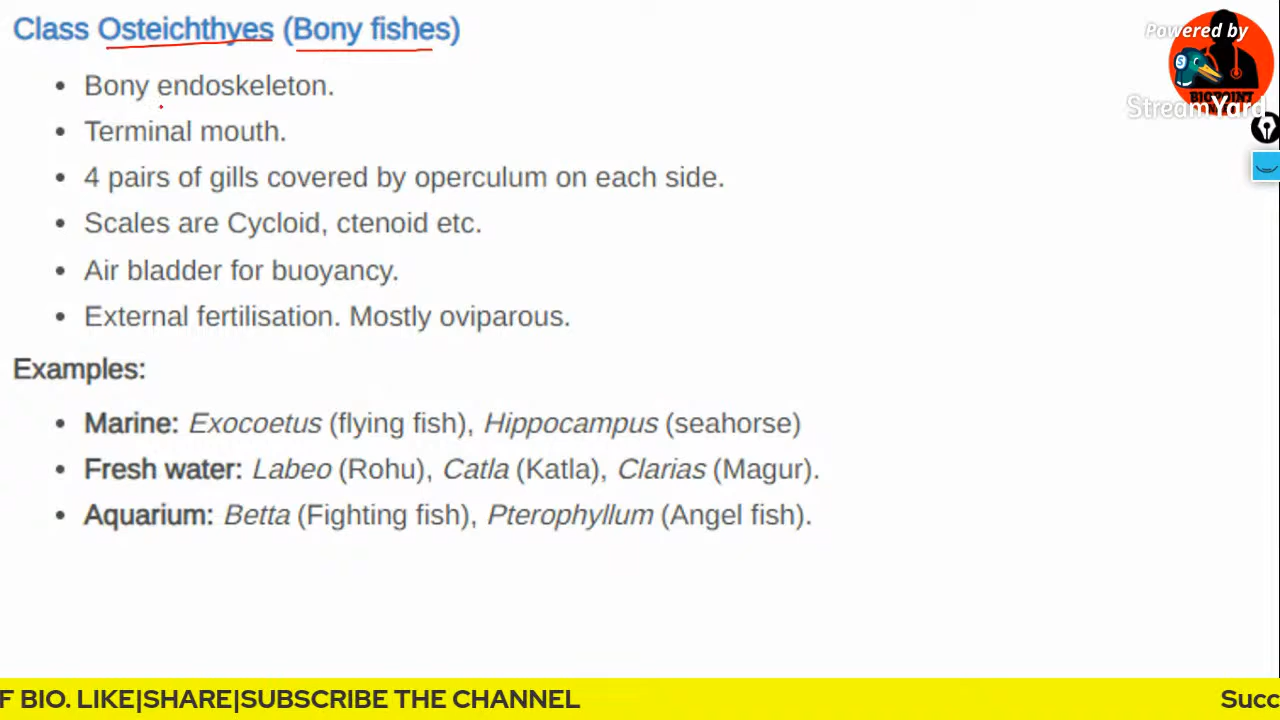 Class Osteichthyes (Bony fishes)
• Bony endoskeleton.
• Terminal mouth.
• 4 pairs of gills covered by operculum on each side.
• Scales are Cycloid, ctenoid etc.
• Air bladder for buoyancy.
• External fertilisation. Mostly oviparous.
Examples:
• Marine: Exocoetus (flying fish), Hippocampus (seahorse)
• Fresh water: Labeo (Rohu), Catla (Katla), Clarias (Magur).
• Aquarium: Betta (Fighting fish), Pterophyllum (Angel fish).
Powered by
StreamYard
F BIO. LIKE|SHARE|SUBSCRIBE THE CHANNEL
Succ